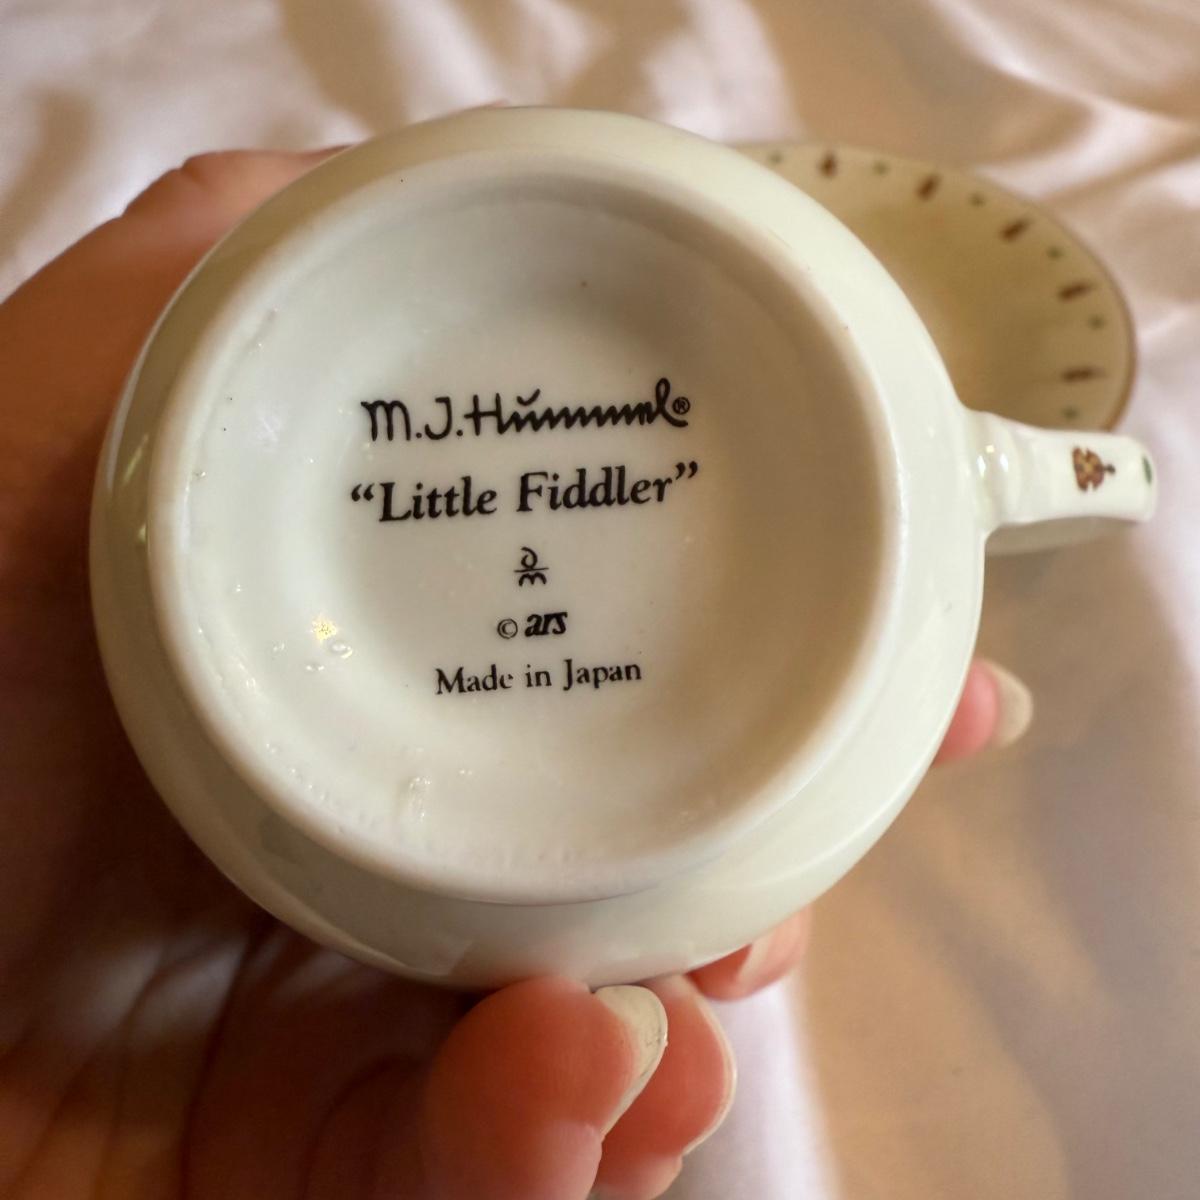 M.J.Hummel®
“Little Fiddler”
© ars
Made in Japan